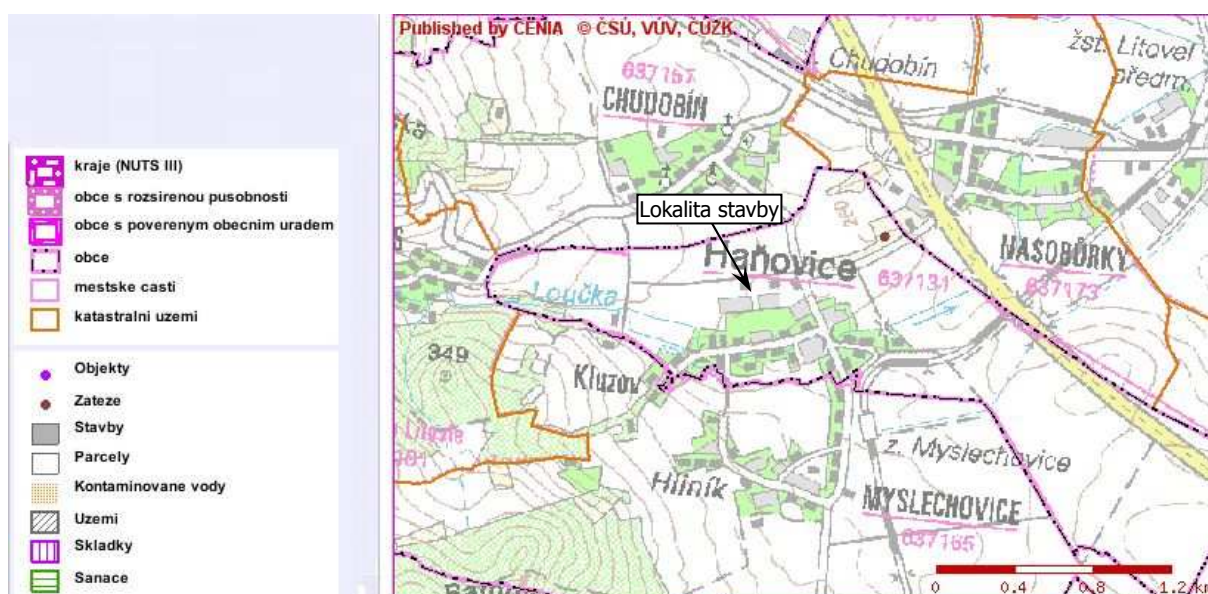 kraje (NUTS III)
obce s rozsirenou pusobnosti
obce s poverenym obecnim uradem
obce
mestske casti
katastralni uzemi
Objekty
Zateze
Stavby
Parcely
Kontaminovane vody
Uzemi
Skladky
Sanace
Published by CENIA © ČSÚ, VÚV, ČÚZK
Chudobín
žst. Litovel
předm.
637157
CHUDOBÍN
Lokalita stavby
260
Haňovice
NASOBŮRKY
637131
637173
Loučka
349
Kluzov
z. Myslechovice
Hliník
MYSLECHOVICE
637165
0 0.4 0.8 1.2 km